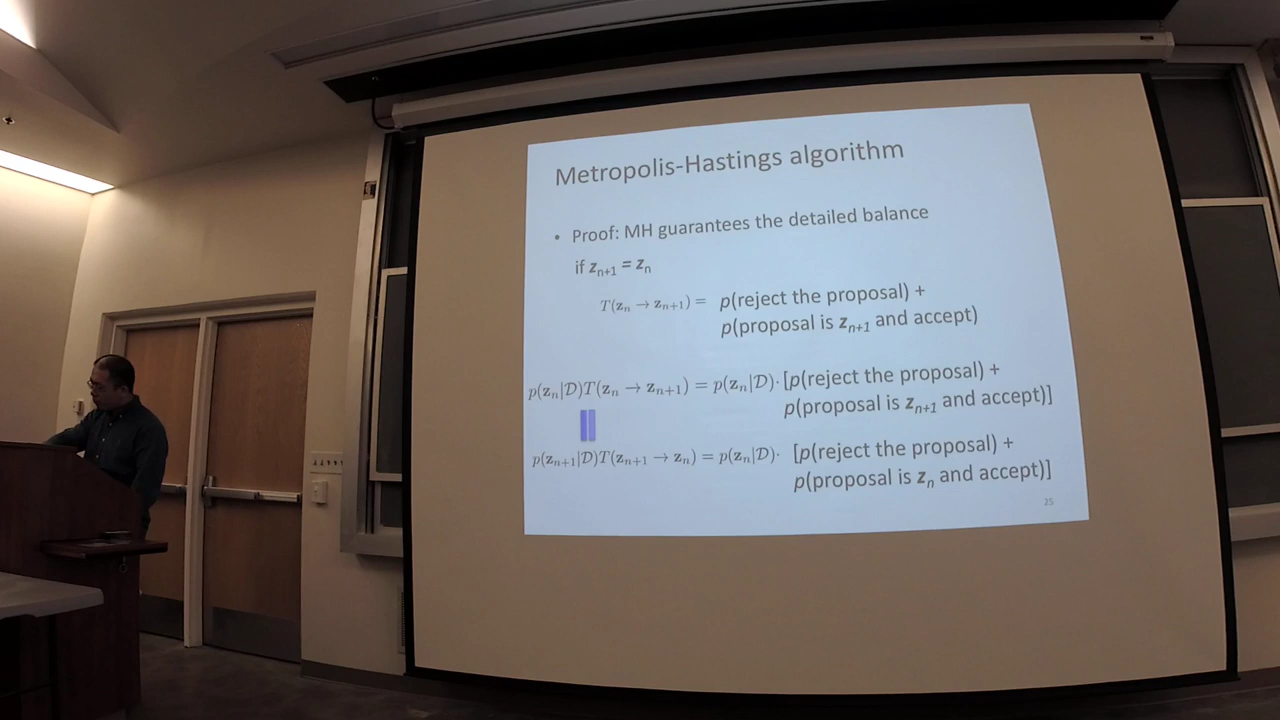 Metropolis-Hastings algorithm
• Proof: MH guarantees the detailed balance
if zₙ₊₁ = zₙ
T(zₙ → zₙ₊₁) = p(reject the proposal) +
p(proposal is zₙ₊₁ and accept)
p(zₙ|𝒟)T(zₙ → zₙ₊₁) = p(zₙ|𝒟)· [p(reject the proposal) +
p(proposal is zₙ₊₁ and accept)]
p(zₙ₊₁|𝒟)T(zₙ₊₁ → zₙ) = p(zₙ|𝒟)· [p(reject the proposal) +
p(proposal is zₙ and accept)]
25